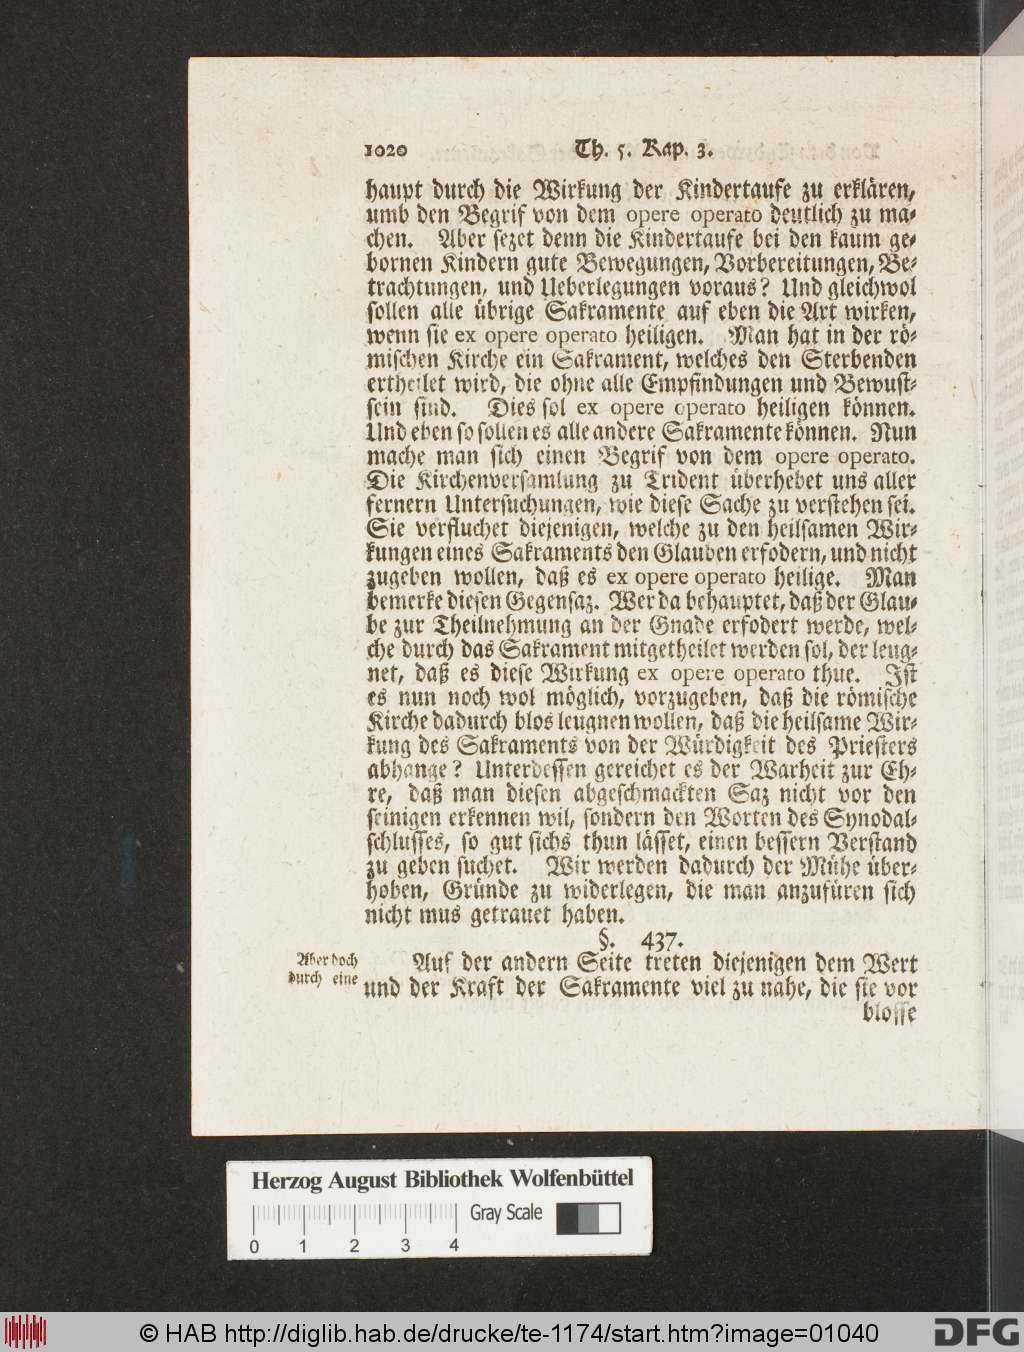 1020 Th. 5. Kap. 3.
haupt durch die Wirkung der Kindertaufe zu erklären,
umb den Begrif von dem opere operato deutlich zu ma-
chen. Aber sezet denn die Kindertaufe bei den kaum ge-
bornen Kindern gute Bewegungen, Vorbereitungen, Be-
trachtungen, und Ueberlegungen voraus? Und gleichwol
sollen alle übrige Sakramente auf eben die Art wirken,
wenn sie ex opere operato heiligen. Man hat in der rö-
mischen Kirche ein Sakrament, welches den Sterbenden
ertheilet wird, die ohne alle Empfindungen und Bewust-
sein sind. Dies sol ex opere operato heiligen können.
Und eben so sollen es alle andere Sakramente können. Nun
mache man sich einen Begrif von dem opere operato.
Die Kirchenversamlung zu Trident überhebet uns aller
fernern Untersuchungen, wie diese Sache zu verstehen sei.
Sie verfluchet diejenigen, welche zu den heilsamen Wir-
kungen eines Sakraments den Glauben erfodern, und nicht
zugeben wollen, daß es ex opere operato heilige. Man
bemerke diesen Gegensaz. Wer da behauptet, daß der Glau-
be zur Theilnehmung an der Gnade erfodert werde, wel-
che durch das Sakrament mitgetheilet werden sol, der leug-
net, daß es diese Wirkung ex opere operato thue. Ist
es nun noch wol möglich, vorzugeben, daß die römische
Kirche dadurch blos leugnen wollen, daß die heilsame Wir-
kung des Sakraments von der Würdigkeit des Priesters
abhange? Unterdessen gereichet es der Warheit zur Eh-
re, daß man diesen abgeschmackten Saz nicht vor den
seinigen erkennen wil, sondern den Worten des Synodal-
schlusses, so gut sichs thun lässet, einen bessern Verstand
zu geben suchet. Wir werden dadurch der Mühe über-
hoben, Gründe zu widerlegen, die man anzufüren sich
nicht mus getrauet haben.
§. 437.
Aber doch
durch eine
Auf der andern Seite treten diejenigen dem Wert
und der Kraft der Sakramente viel zu nahe, die sie vor
blosse
Herzog August Bibliothek Wolfenbüttel
Gray Scale
0 1 2 3 4
© HAB http://diglib.hab.de/drucke/te-1174/start.htm?image=01040
DFG